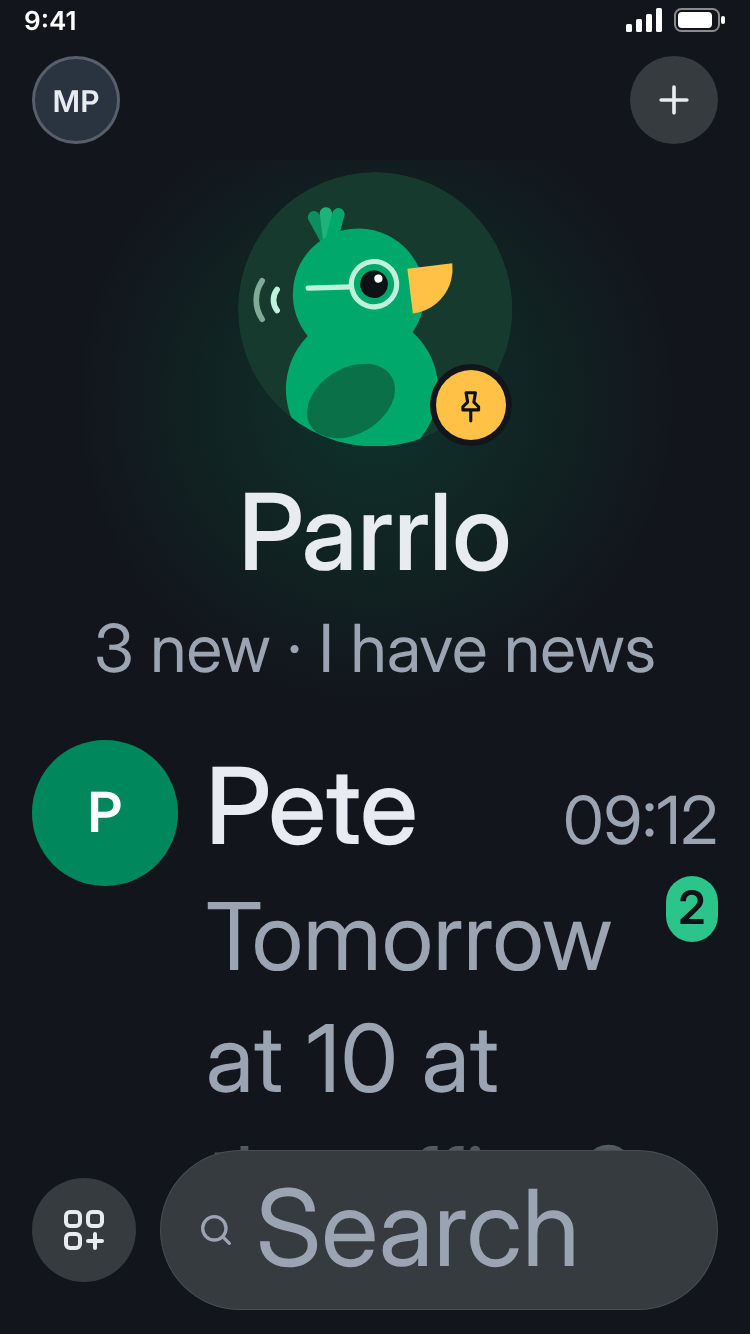 9:41
MP
Parrlo
3 new · I have news
P
Pete
09:12
Tomorrow
2
at 10 at
Search